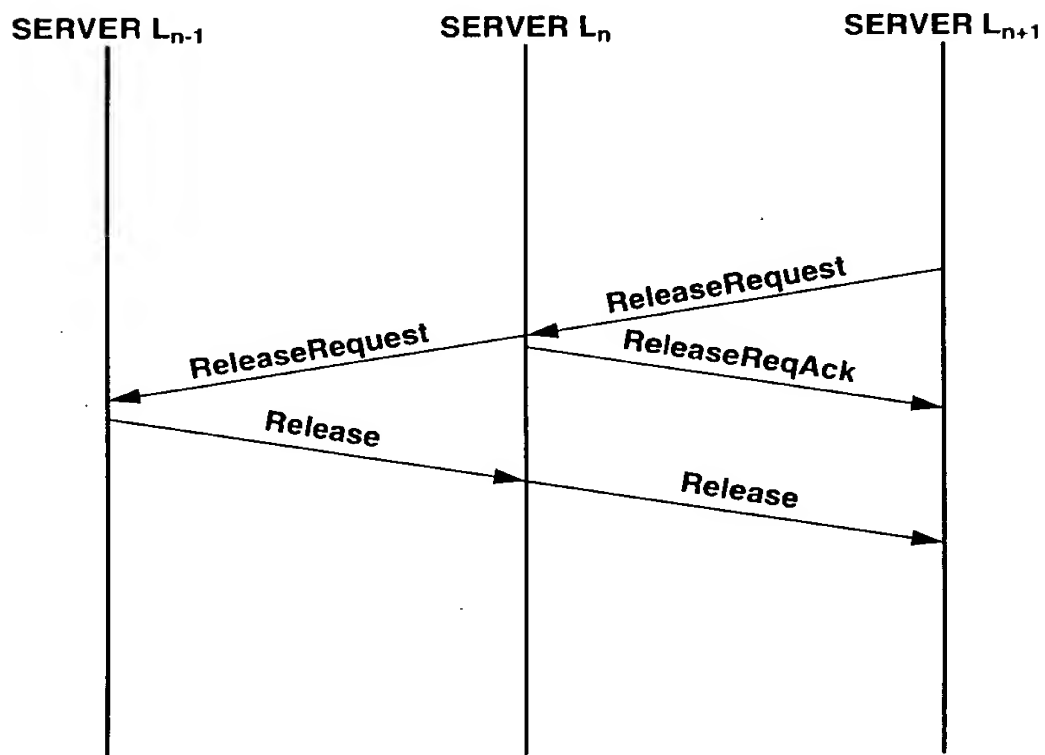 SERVER Ln-1
SERVER Ln
SERVER Ln+1
ReleaseRequest
ReleaseRequest
ReleaseReqAck
Release
Release